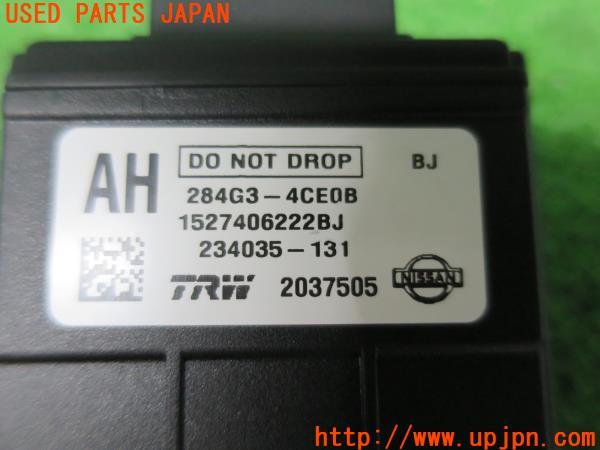 USED PARTS JAPAN
AH
DO NOT DROP
BJ
284G3-4CE0B
1527406222BJ
234035-131
TRW
2037505
NISSAN
http://www.upjpn.com